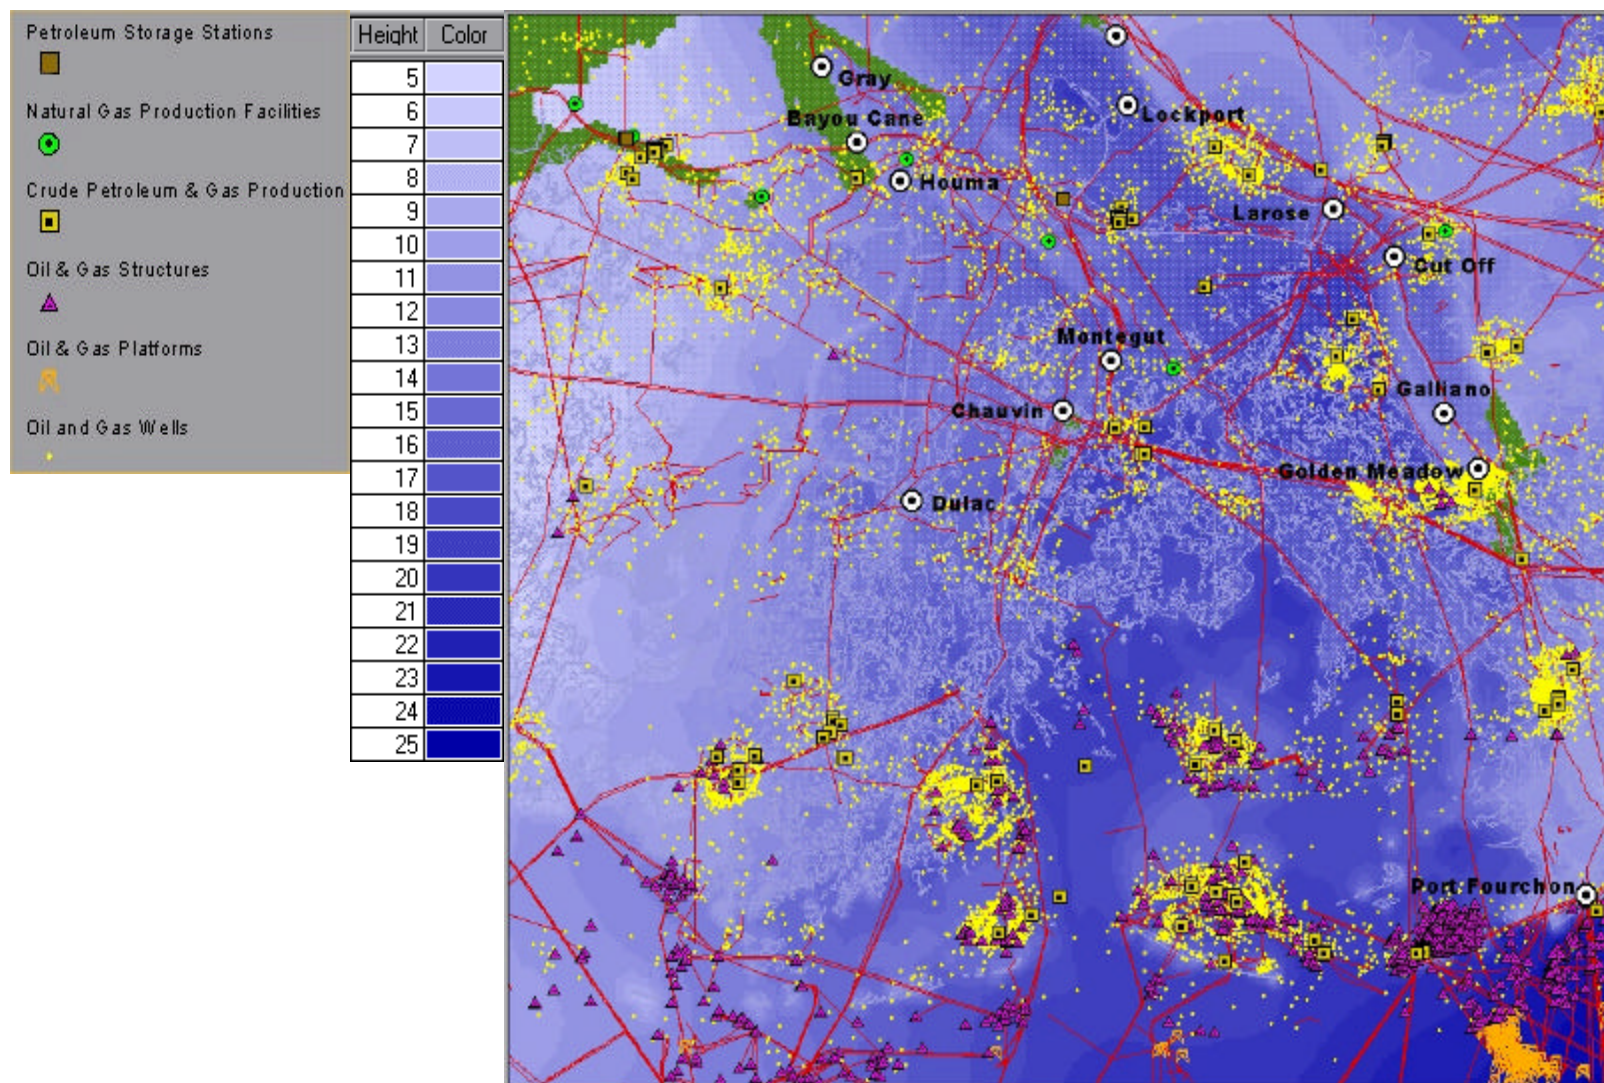 Petroleum Storage Stations
Natural Gas Production Facilities
Crude Petroleum & Gas Production
Oil & Gas Structures
Oil & Gas Platforms
Oil and Gas Wells
Height Color
5
6
7
8
9
10
11
12
13
14
15
16
17
18
19
20
21
22
23
24
25
Gray
Lockport
Bayou Cane
Houma
Larose
Cut Off
Montegut
Galliano
Chauvin
Golden Meadow
Dulac
Port Fourchon